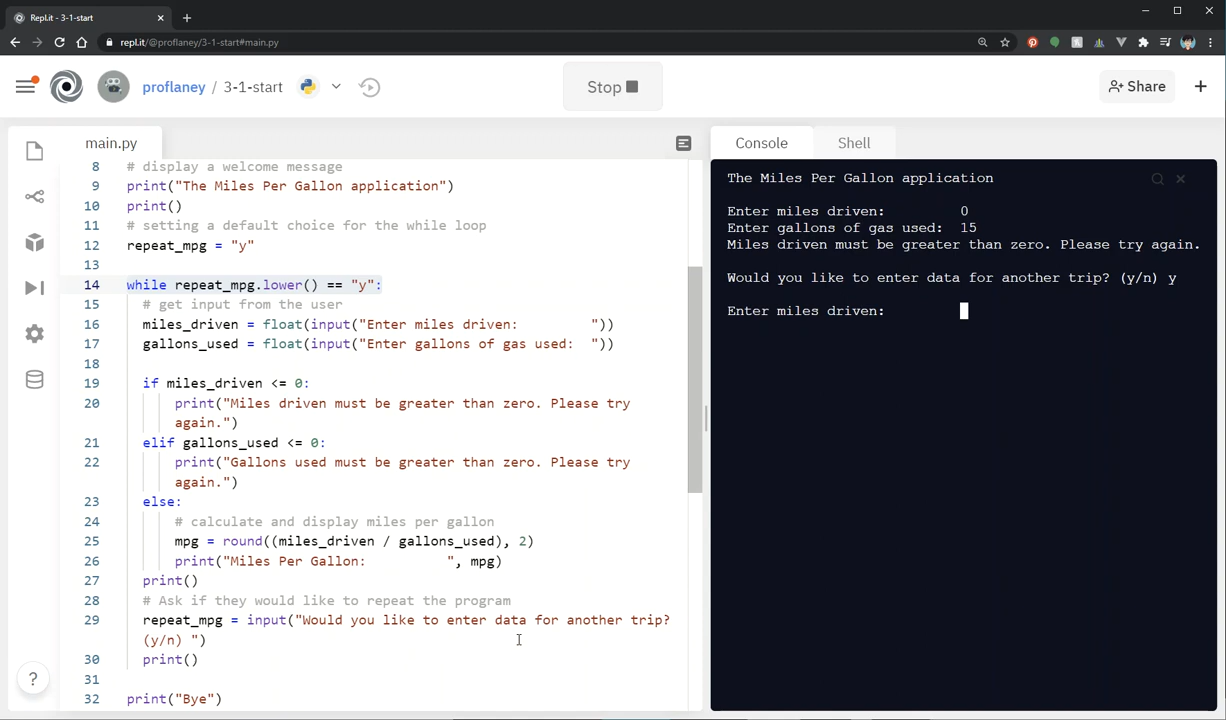 Repl.it - 3-1-start
repl.it/@proflaney/3-1-start#main.py
proflaney / 3-1-start
Stop
Share
main.py
8 # display a welcome message
9 print("The Miles Per Gallon application")
10 print()
11 # setting a default choice for the while loop
12 repeat_mpg = "y"
13
14 while repeat_mpg.lower() == "y":
15 # get input from the user
16 miles_driven = float(input("Enter miles driven:         "))
17 gallons_used = float(input("Enter gallons of gas used:  "))
18
19 if miles_driven <= 0:
20 print("Miles driven must be greater than zero. Please try
again.")
21 elif gallons_used <= 0:
22 print("Gallons used must be greater than zero. Please try
again.")
23 else:
24 # calculate and display miles per gallon
25 mpg = round((miles_driven / gallons_used), 2)
26 print("Miles Per Gallon:          ", mpg)
27 print()
28 # Ask if they would like to repeat the program
29 repeat_mpg = input("Would you like to enter data for another trip?
(y/n) ")
30 print()
31
32 print("Bye")
?
Console
Shell
The Miles Per Gallon application
Enter miles driven:         0
Enter gallons of gas used:  15
Miles driven must be greater than zero. Please try again.
Would you like to enter data for another trip? (y/n) y
Enter miles driven: